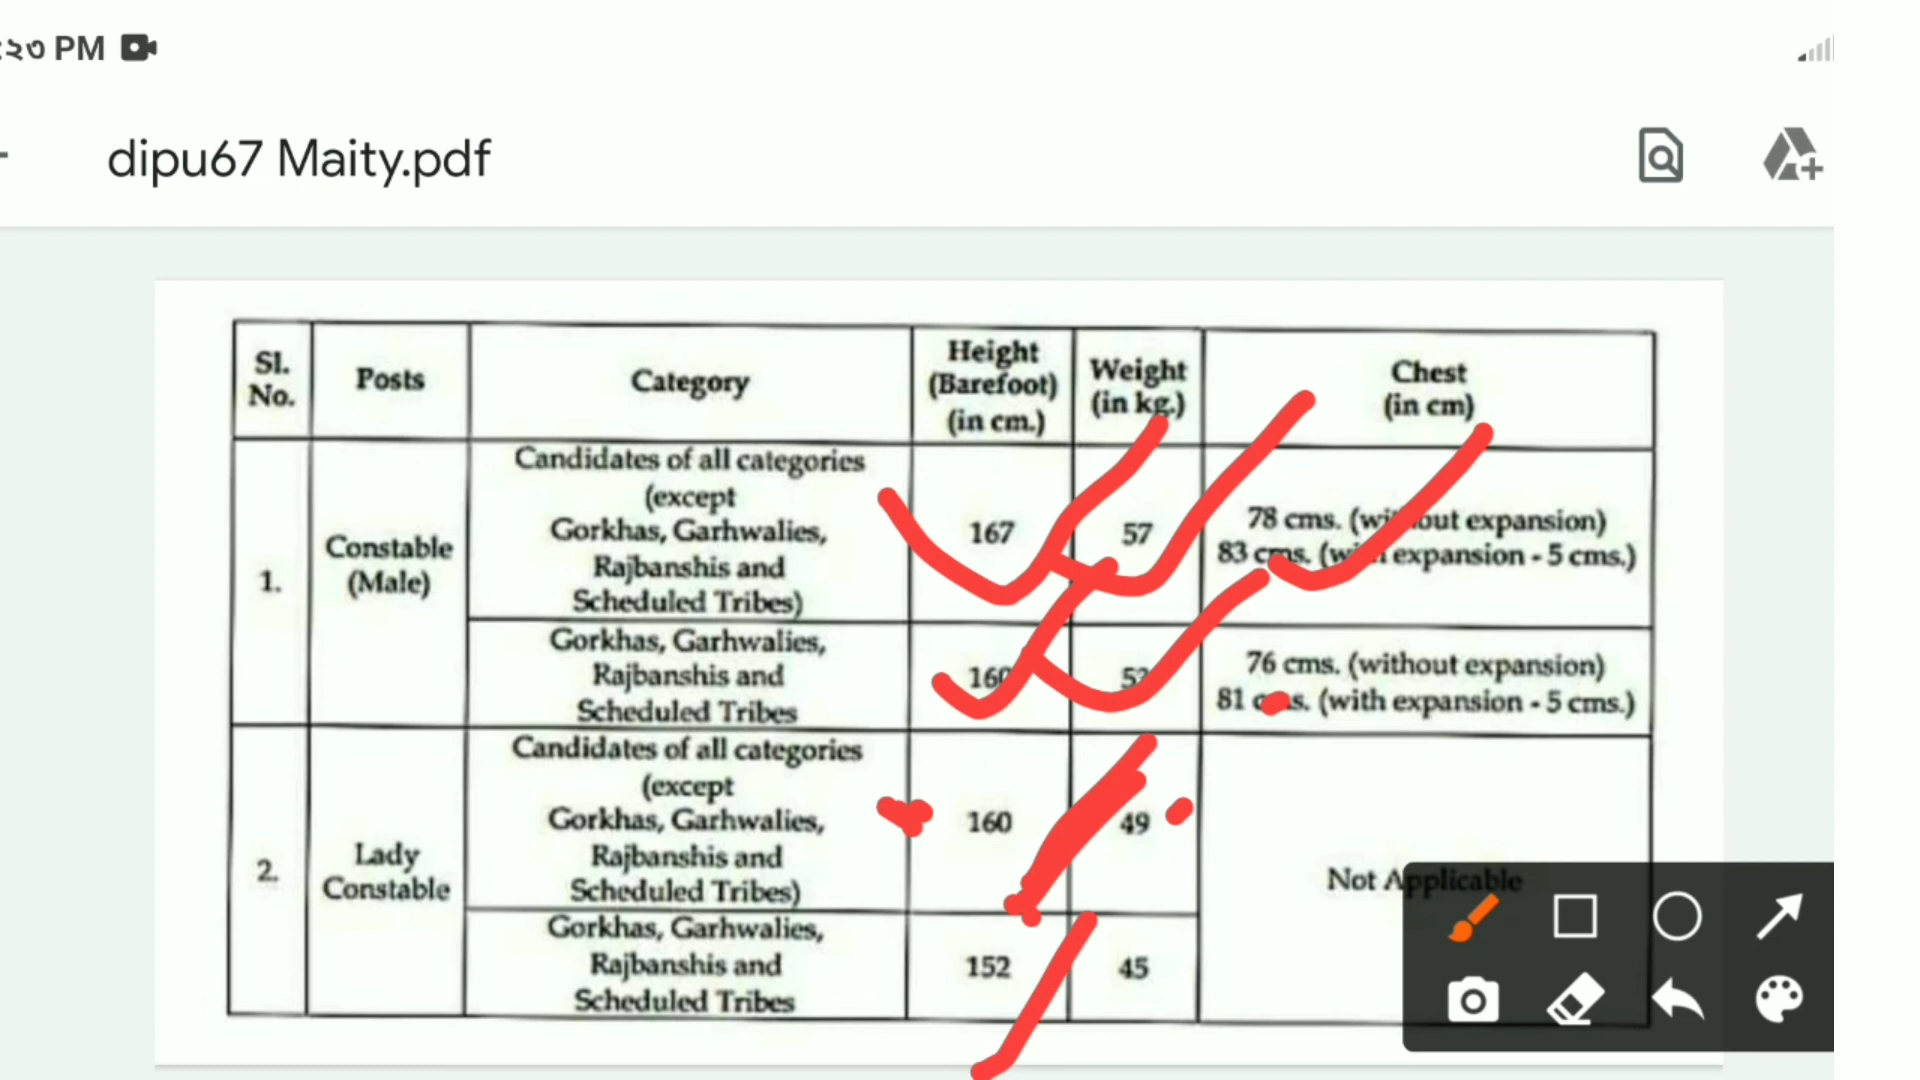 :২৩ PM
dipu67 Maity.pdf
Sl. No.
Posts
Category
Height (Barefoot) (in cm.)
Weight (in kg.)
Chest (in cm)
1.
Constable (Male)
Candidates of all categories
(except
Gorkhas, Garhwalies,
Rajbanshis and
Scheduled Tribes)
167
57
78 cms. (without expansion)
83 cms. (with expansion - 5 cms.)
Gorkhas, Garhwalies,
Rajbanshis and
Scheduled Tribes
160
76 cms. (without expansion)
81 cms. (with expansion - 5 cms.)
2.
Lady Constable
Candidates of all categories
(except
Gorkhas, Garhwalies,
Rajbanshis and
Scheduled Tribes)
160
49
Not Applicable
Gorkhas, Garhwalies,
Rajbanshis and
Scheduled Tribes
152
45